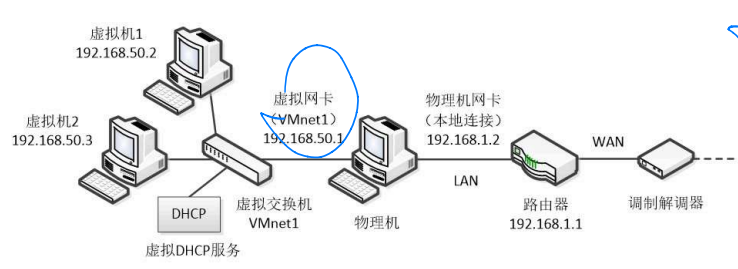 虚拟机1
192.168.50.2
虚拟机2
192.168.50.3
虚拟网卡
（VMnet1）
192.168.50.1
物理机网卡
（本地连接）
192.168.1.2
WAN
LAN
DHCP
虚拟交换机
VMnet1
物理机
路由器
192.168.1.1
调制解调器
虚拟DHCP服务